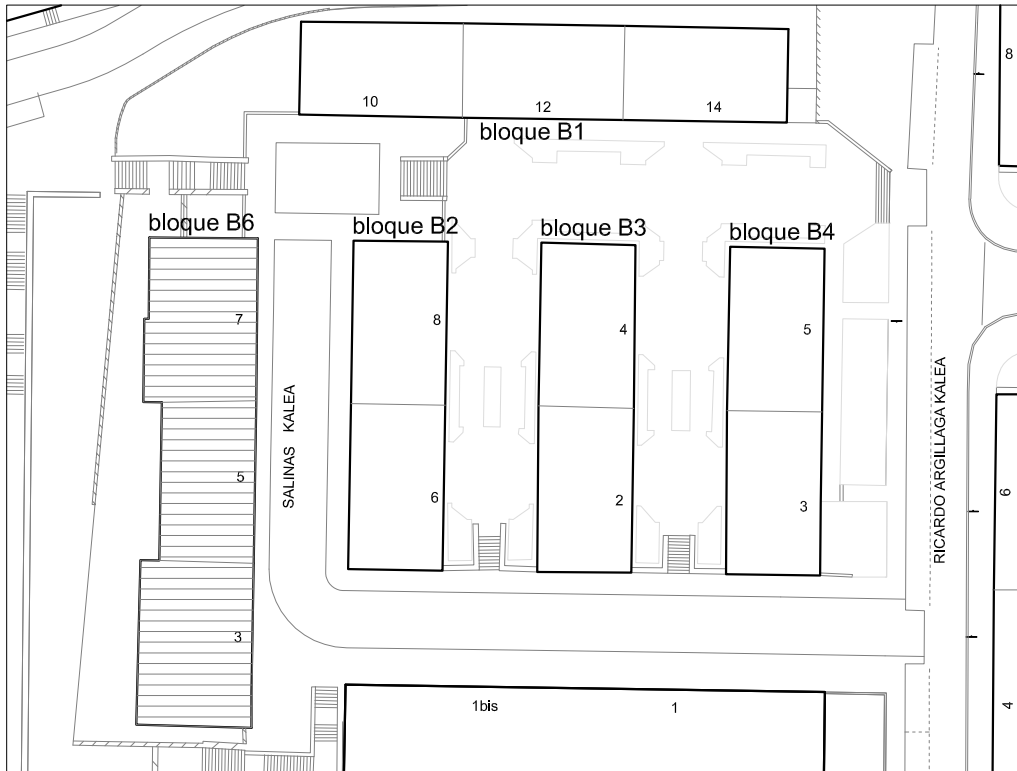 8
10
12
14
bloque B1
bloque B6
bloque B2
bloque B3
bloque B4
7
8
4
5
SALINAS KALEA
RICARDO ARGILLAGA KALEA
5
6
2
3
6
3
1bis
1
4